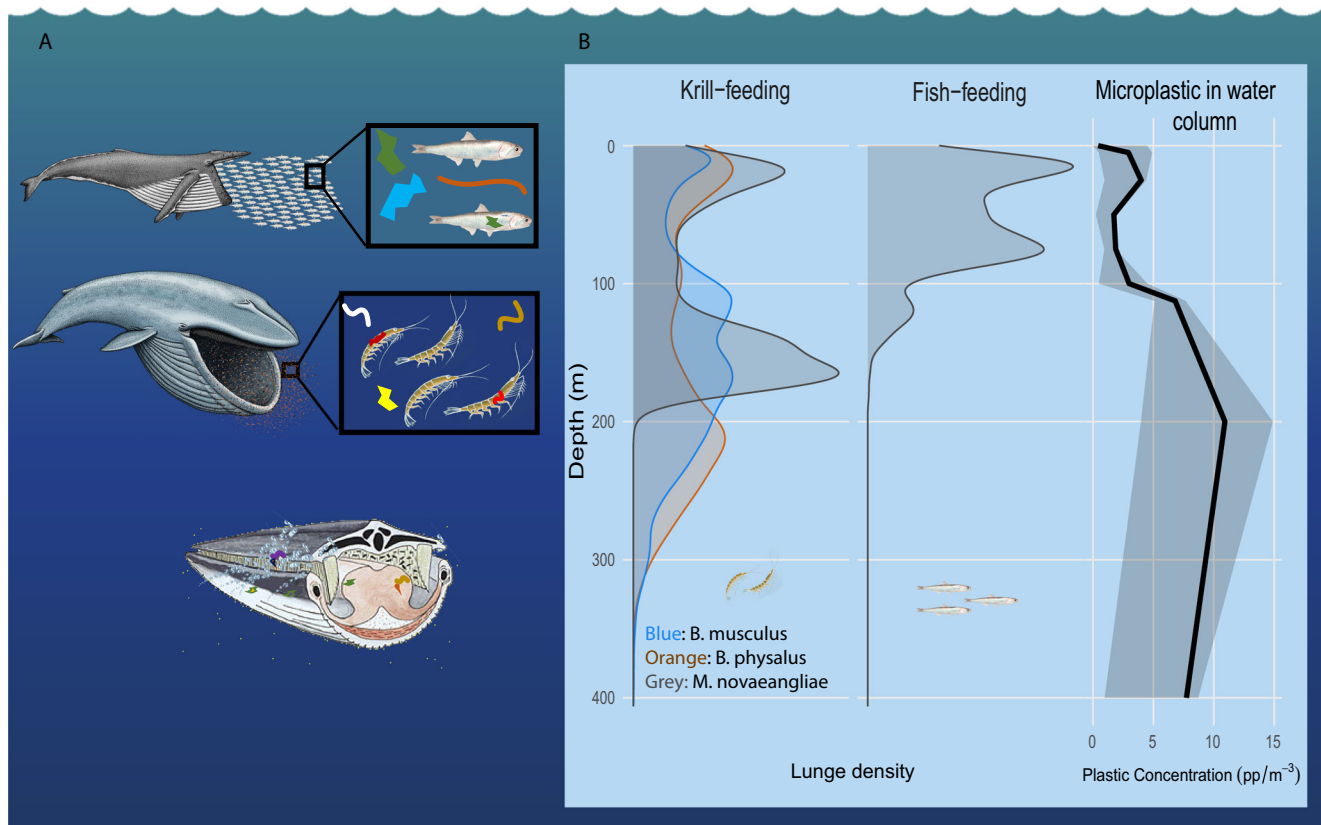 A
B
Krill-feeding
Fish-feeding
Microplastic in water
column
0
100
200
300
400
Depth (m)
Blue: B. musculus
Orange: B. physalus
Grey: M. novaeangliae
0
5
10
15
Lunge density
Plastic Concentration (pp/m⁻³)